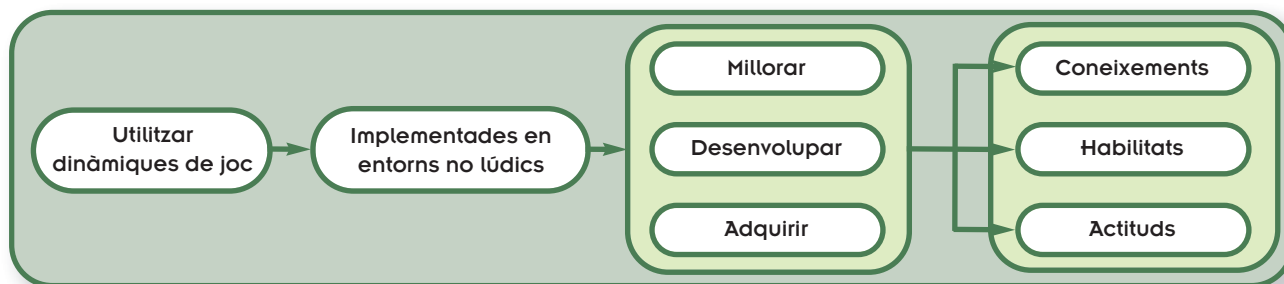 Utilitzar
dinàmiques de joc
Implementades en
entorns no lúdics
Millorar
Desenvolupar
Adquirir
Coneixements
Habilitats
Actituds